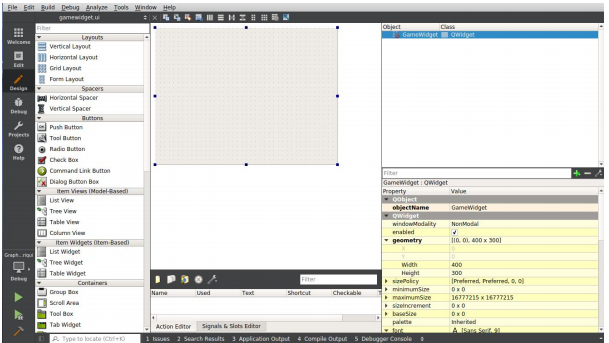 File Edit Build Debug Analyze Tools Window Help
gamewidget.ui
Filter
Layouts
Vertical Layout
Horizontal Layout
Grid Layout
Form Layout
Spacers
Horizontal Spacer
Vertical Spacer
Buttons
Push Button
Tool Button
Radio Button
Check Box
Command Link Button
Dialog Button Box
Item Views (Model-Based)
List View
Tree View
Table View
Column View
Item Widgets (Item-Based)
List Widget
Tree Widget
Table Widget
Containers
Group Box
Scroll Area
Tool Box
Tab Widget
Welcome
Edit
Design
Debug
Projects
Help
Debug
Filter
Name Used Text Shortcut Checkable
Action Editor Signals & Slots Editor
Object Class
GameWidget QWidget
Filter
GameWidget : QWidget
Property Value
QObject
objectName GameWidget
QWidget
windowModality NonModal
enabled
geometry [(0, 0), 400 x 300]
X 0
Y 0
Width 400
Height 300
sizePolicy [Preferred, Preferred, 0, 0]
minimumSize 0 x 0
maximumSize 16777215 x 16777215
sizeIncrement 0 x 0
baseSize 0 x 0
palette Inherited
font A [Sans Serif, 9]
Type to locate (Ctrl+K) 1 Issues 2 Search Results 3 Application Output 4 Compile Output 5 Debugger Console